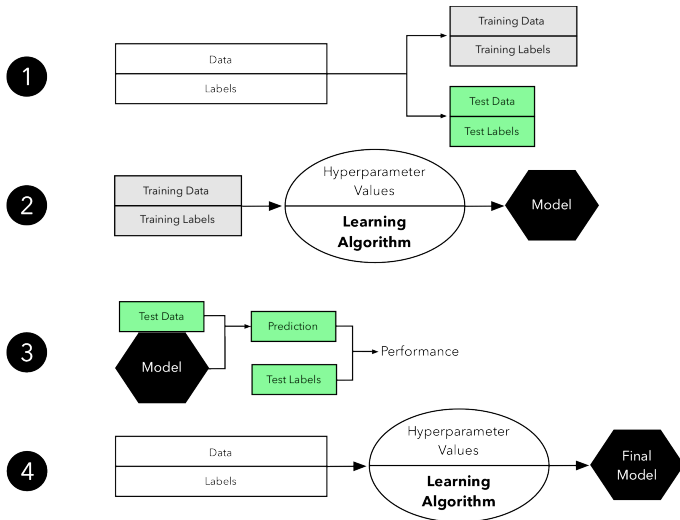 1
Data
Labels
Training Data
Training Labels
Test Data
Test Labels
2
Training Data
Training Labels
Hyperparameter
Values
Learning
Algorithm
Model
3
Test Data
Model
Prediction
Test Labels
Performance
4
Data
Labels
Hyperparameter
Values
Learning
Algorithm
Final
Model